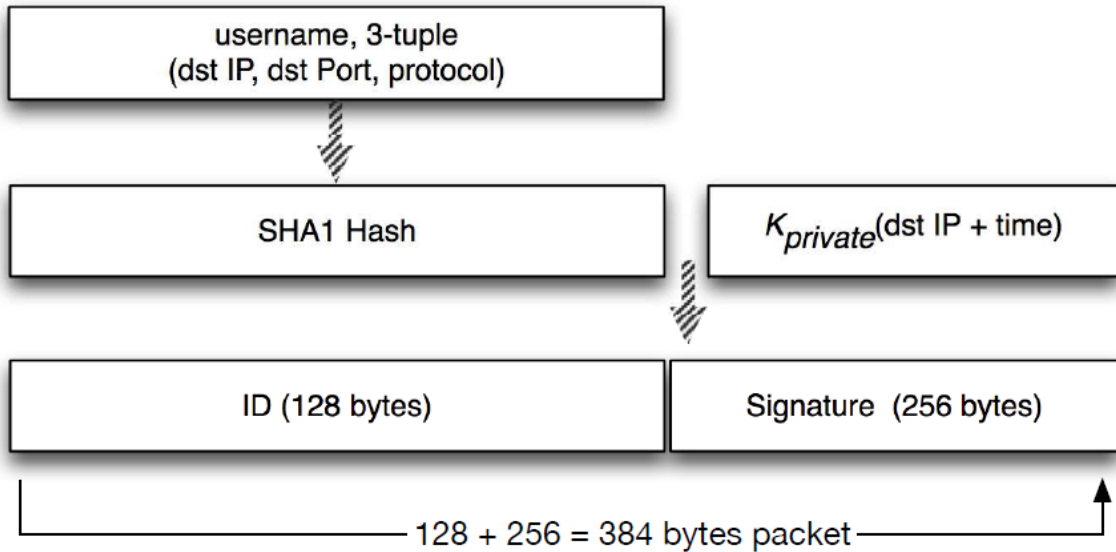 username, 3-tuple
(dst IP, dst Port, protocol)
SHA1 Hash
Kprivate(dst IP + time)
ID (128 bytes)
Signature (256 bytes)
128 + 256 = 384 bytes packet